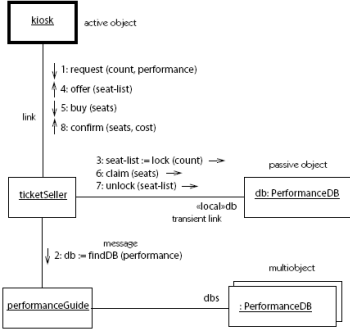 kiosk
active object
1: request (count, performance)
4: offer (seat-list)
5: buy (seats)
8: confirm (seats, cost)
link
3: seat-list := lock (count)
6: claim (seats)
7: unlock (seat-list)
passive object
ticketSeller
db: PerformanceDB
«local»db
transient link
message
2: db := findDB (performance)
multiobject
performanceGuide
dbs
: PerformanceDB